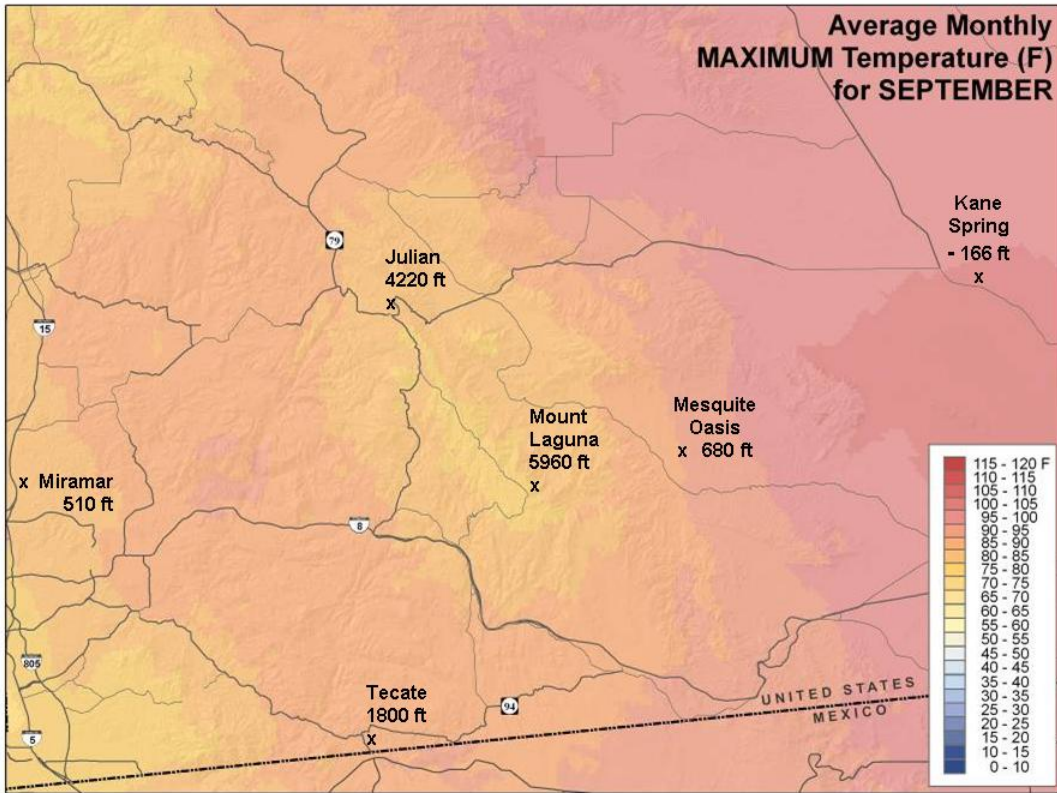 Average Monthly
MAXIMUM Temperature (F)
for SEPTEMBER
Kane
Spring
- 166 ft
x
79
Julian
4220 ft
x
15
Mount
Laguna
5960 ft
x
Mesquite
Oasis
x 680 ft
x Miramar
510 ft
8
115 - 120 F
110 - 115
105 - 110
100 - 105
95 - 100
90 - 95
85 - 90
80 - 85
75 - 80
70 - 75
65 - 70
60 - 65
55 - 60
50 - 55
45 - 50
40 - 45
35 - 40
30 - 35
25 - 30
20 - 25
15 - 20
10 - 15
0 - 10
805
Tecate
1800 ft
x
94
5
UNITED STATES
MEXICO